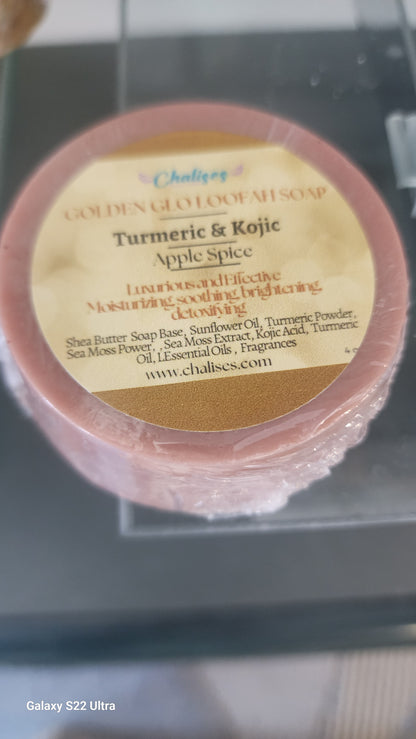 Chalises
GOLDEN GLO LOOFAH SOAP
Turmeric & Kojic
Apple Spice
Luxurious and Effective
Moisturizing, soothing, brightening,
detoxifying
Shea Butter Soap Base, Sunflower Oil, Turmeric Powder,
Sea Moss Power, , Sea Moss Extract, Kojic Acid, Turmeric
Oil, LEssential Oils , Fragrances
www.chalises.com
Galaxy S22 Ultra